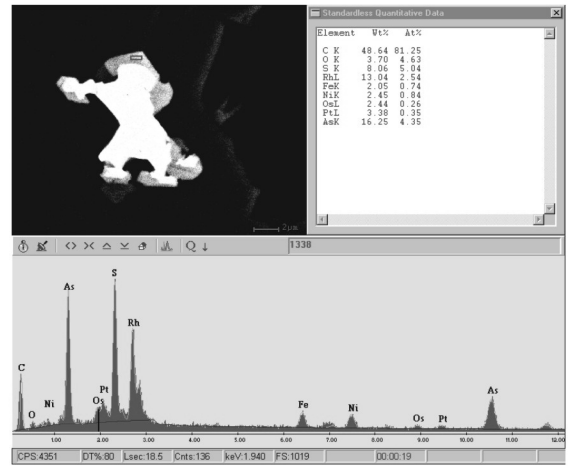 Standardless Quantitative Data
Element Wt% At%
C K 48.64 81.25
O K 3.70 4.63
S K 8.06 5.04
RhL 13.04 2.54
FeK 2.05 0.74
NiK 2.45 0.84
OsL 2.44 0.26
PtL 3.38 0.35
AsK 16.25 4.35
2µm
1338
C
O
Ni
As
Os
Pt
S
Rh
Fe
Ni
Os
Pt
As
1.00 2.00 3.00 4.00 5.00 6.00 7.00 8.00 9.00 10.00 11.00 12.00
CPS:4351 DT%:80 Lsec:18.5 Cnts:136 keV:1.940 FS:1019 00:00:19